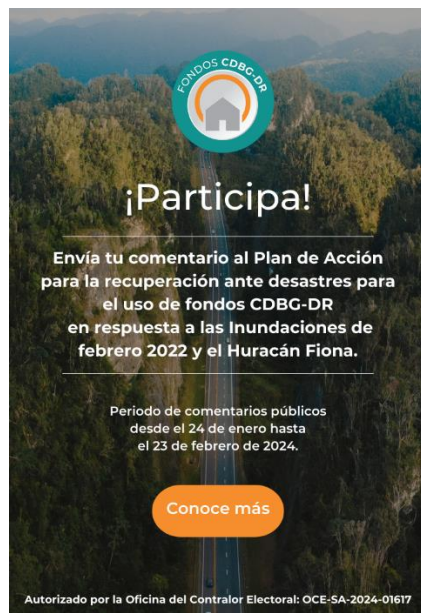 FONDOS CDBG-DR
¡Participa!
Envía tu comentario al Plan de Acción
para la recuperación ante desastres para
el uso de fondos CDBG-DR
en respuesta a las Inundaciones de
febrero 2022 y el Huracán Fiona.
Periodo de comentarios públicos
desde el 24 de enero hasta
el 23 de febrero de 2024.
Conoce más
Autorizado por la Oficina del Contralor Electoral: OCE-SA-2024-01617